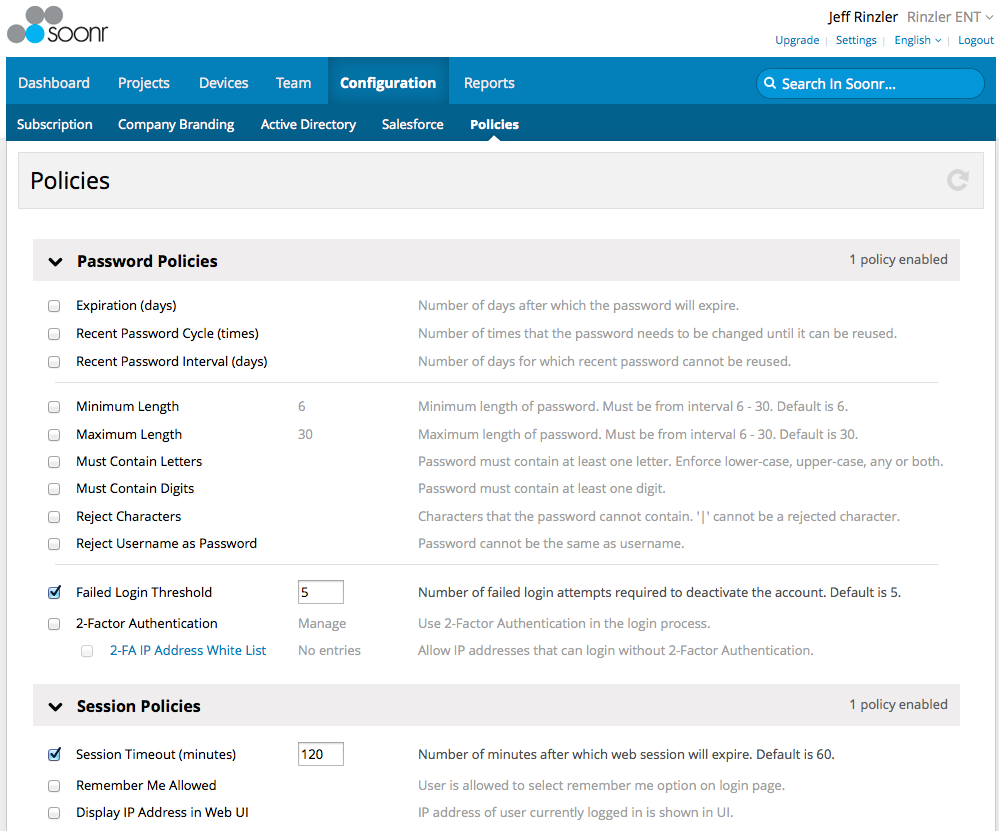 soonr
Jeff Rinzler Rinzler ENT
Upgrade | Settings | English | Logout
Dashboard Projects Devices Team Configuration Reports Search In Soonr...
Subscription Company Branding Active Directory Salesforce Policies
Policies
Password Policies 1 policy enabled
Expiration (days) Number of days after which the password will expire.
Recent Password Cycle (times) Number of times that the password needs to be changed until it can be reused.
Recent Password Interval (days) Number of days for which recent password cannot be reused.
Minimum Length 6 Minimum length of password. Must be from interval 6 - 30. Default is 6.
Maximum Length 30 Maximum length of password. Must be from interval 6 - 30. Default is 30.
Must Contain Letters Password must contain at least one letter. Enforce lower-case, upper-case, any or both.
Must Contain Digits Password must contain at least one digit.
Reject Characters Characters that the password cannot contain. '|' cannot be a rejected character.
Reject Username as Password Password cannot be the same as username.
Failed Login Threshold 5 Number of failed login attempts required to deactivate the account. Default is 5.
2-Factor Authentication Manage Use 2-Factor Authentication in the login process.
2-FA IP Address White List No entries Allow IP addresses that can login without 2-Factor Authentication.
Session Policies 1 policy enabled
Session Timeout (minutes) 120 Number of minutes after which web session will expire. Default is 60.
Remember Me Allowed User is allowed to select remember me option on login page.
Display IP Address in Web UI IP address of user currently logged in is shown in UI.